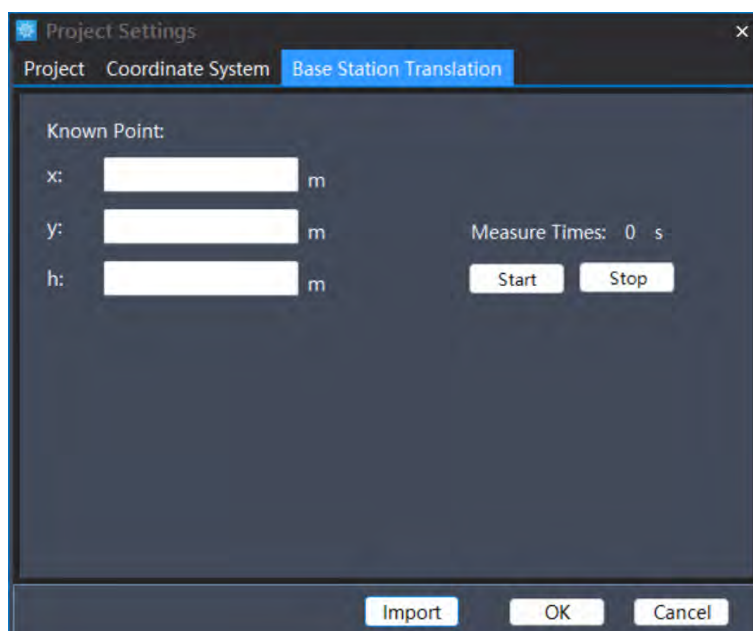 Project Settings
Project Coordinate System Base Station Translation
Known Point:
x: m
y: m
Measure Times: 0 s
h: m
Start Stop
Import OK Cancel